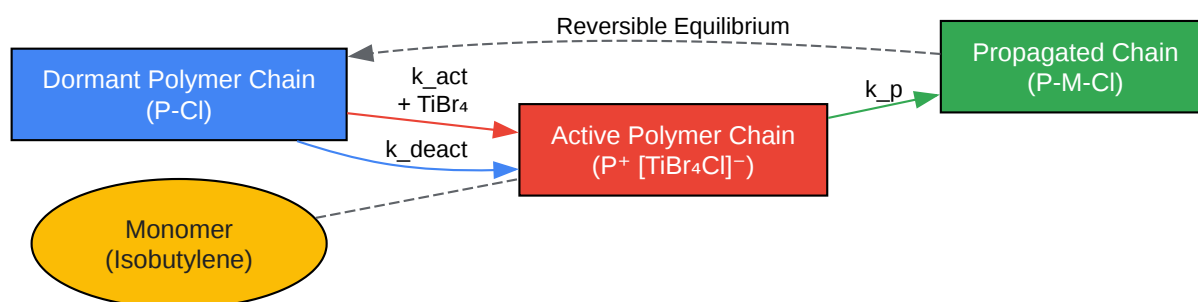 Reversible Equilibrium
Dormant Polymer Chain
(P-Cl)
k_act
+ TiBr₄
k_deact
Active Polymer Chain
(P⁺ [TiBr₄Cl]⁻)
k_p
Propagated Chain
(P-M-Cl)
Monomer
(Isobutylene)